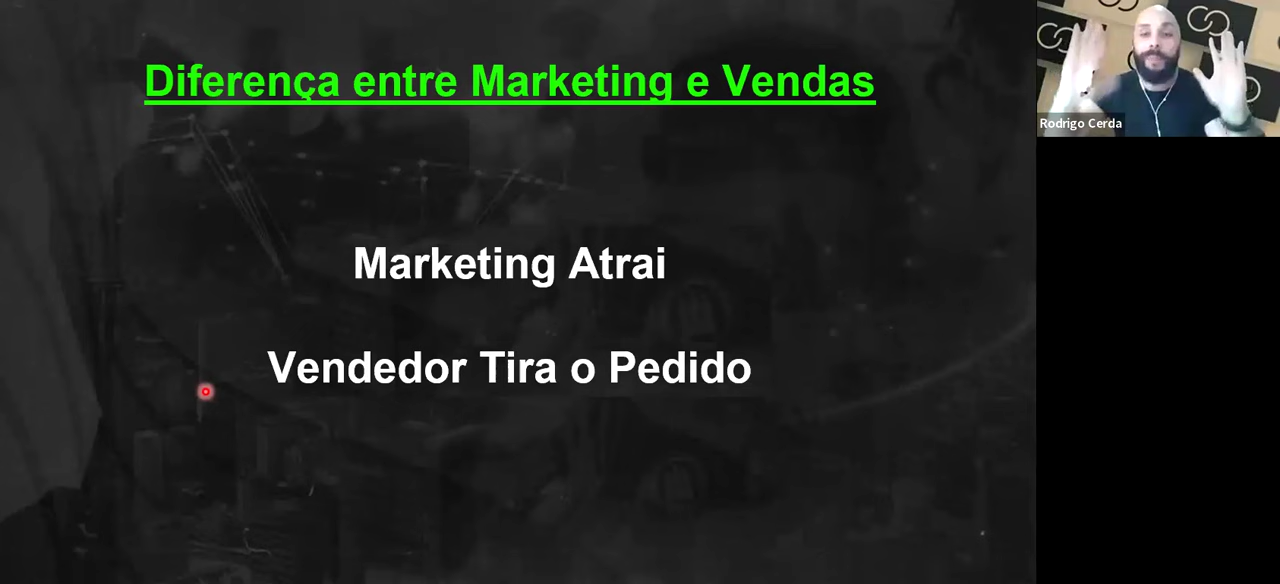 Diferença entre Marketing e Vendas
Marketing Atrai
Vendedor Tira o Pedido
Rodrigo Cerda